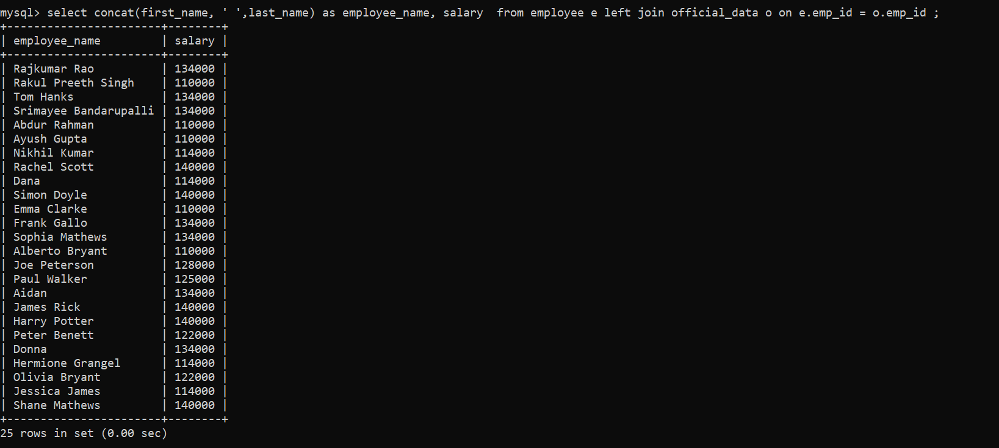 mysql> select concat(first_name, ' ',last_name) as employee_name, salary  from employee e left join official_data o on e.emp_id = o.emp_id ;
+-----------------------+--------+
| employee_name         | salary |
+-----------------------+--------+
| Rajkumar Rao          | 134000 |
| Rakul Preeth Singh    | 110000 |
| Tom Hanks             | 134000 |
| Srimayee Bandarupalli | 134000 |
| Abdur Rahman          | 110000 |
| Ayush Gupta           | 110000 |
| Nikhil Kumar          | 114000 |
| Rachel Scott          | 140000 |
| Dana                  | 114000 |
| Simon Doyle           | 140000 |
| Emma Clarke           | 110000 |
| Frank Gallo           | 134000 |
| Sophia Mathews        | 134000 |
| Alberto Bryant        | 110000 |
| Joe Peterson          | 128000 |
| Paul Walker           | 125000 |
| Aidan                 | 134000 |
| James Rick            | 140000 |
| Harry Potter          | 140000 |
| Peter Benett          | 122000 |
| Donna                 | 134000 |
| Hermione Grangel      | 114000 |
| Olivia Bryant         | 122000 |
| Jessica James         | 114000 |
| Shane Mathews         | 140000 |
+-----------------------+--------+
25 rows in set (0.00 sec)